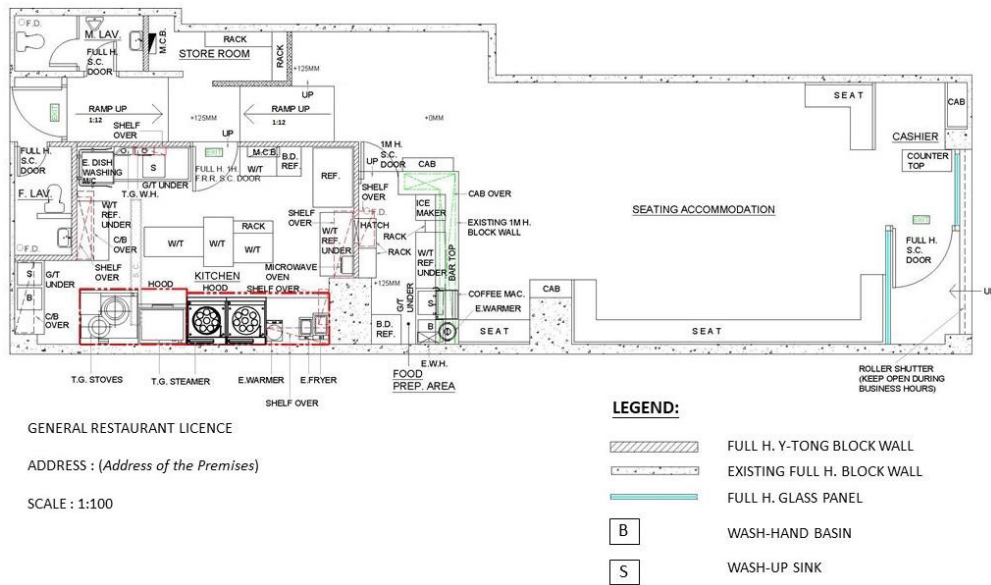 F.D.
M. LAV.
FULL H.
S.C.
DOOR
M.C.B.
STORE ROOM
RACK
RACK
+125MM
UP
RAMP UP
1:12
SHELF
OVER
+125MM
UP
RAMP UP
1:12
+0MM
EXIT
SEAT
CAB
CASHIER
COUNTER
TOP
FULL H.
S.C.
DOOR
F. LAV.
F.D.
E. DISH
WASHING
M/C
S
G/T UNDER
T.G. W.H.
EXIT
FULL H. 1H.
F.R.R. S.C. DOOR
M.C.B.
W/T
B.D.
REF.
REF.
1M H.
S.C.
DOOR
UP
SHELF
OVER
F.D.
HATCH
RACK
RACK
CAB
CAB OVER
ICE
MAKER
EXISTING 1M H.
BLOCK WALL
SEATING ACCOMMODATION
EXIT
FULL H.
S.C.
DOOR
W/T
REF.
UNDER
C/B
OVER
SHELF
OVER
W/T
W/T
RACK
W/T
SHELF
OVER
W/T
REF.
UNDER
MICROWAVE
OVEN
W/T
REF.
UNDER
BAR TOP
KITCHEN
HOOD
HOOD
SHELF OVER
+125MM
G/T
UNDER
S
COFFEE MAC.
E.WARMER
CAB
S
B
G/T
UNDER
C/B
OVER
B.D.
REF.
B
SEAT
SEAT
UP
E.W.H.
T.G. STOVES
T.G. STEAMER
E.WARMER
E.FRYER
SHELF OVER
FOOD
PREP. AREA
ROLLER SHUTTER
(KEEP OPEN DURING
BUSINESS HOURS)
GENERAL RESTAURANT LICENCE
ADDRESS : (Address of the Premises)
SCALE : 1:100
LEGEND:
FULL H. Y-TONG BLOCK WALL
EXISTING FULL H. BLOCK WALL
FULL H. GLASS PANEL
B
WASH-HAND BASIN
S
WASH-UP SINK